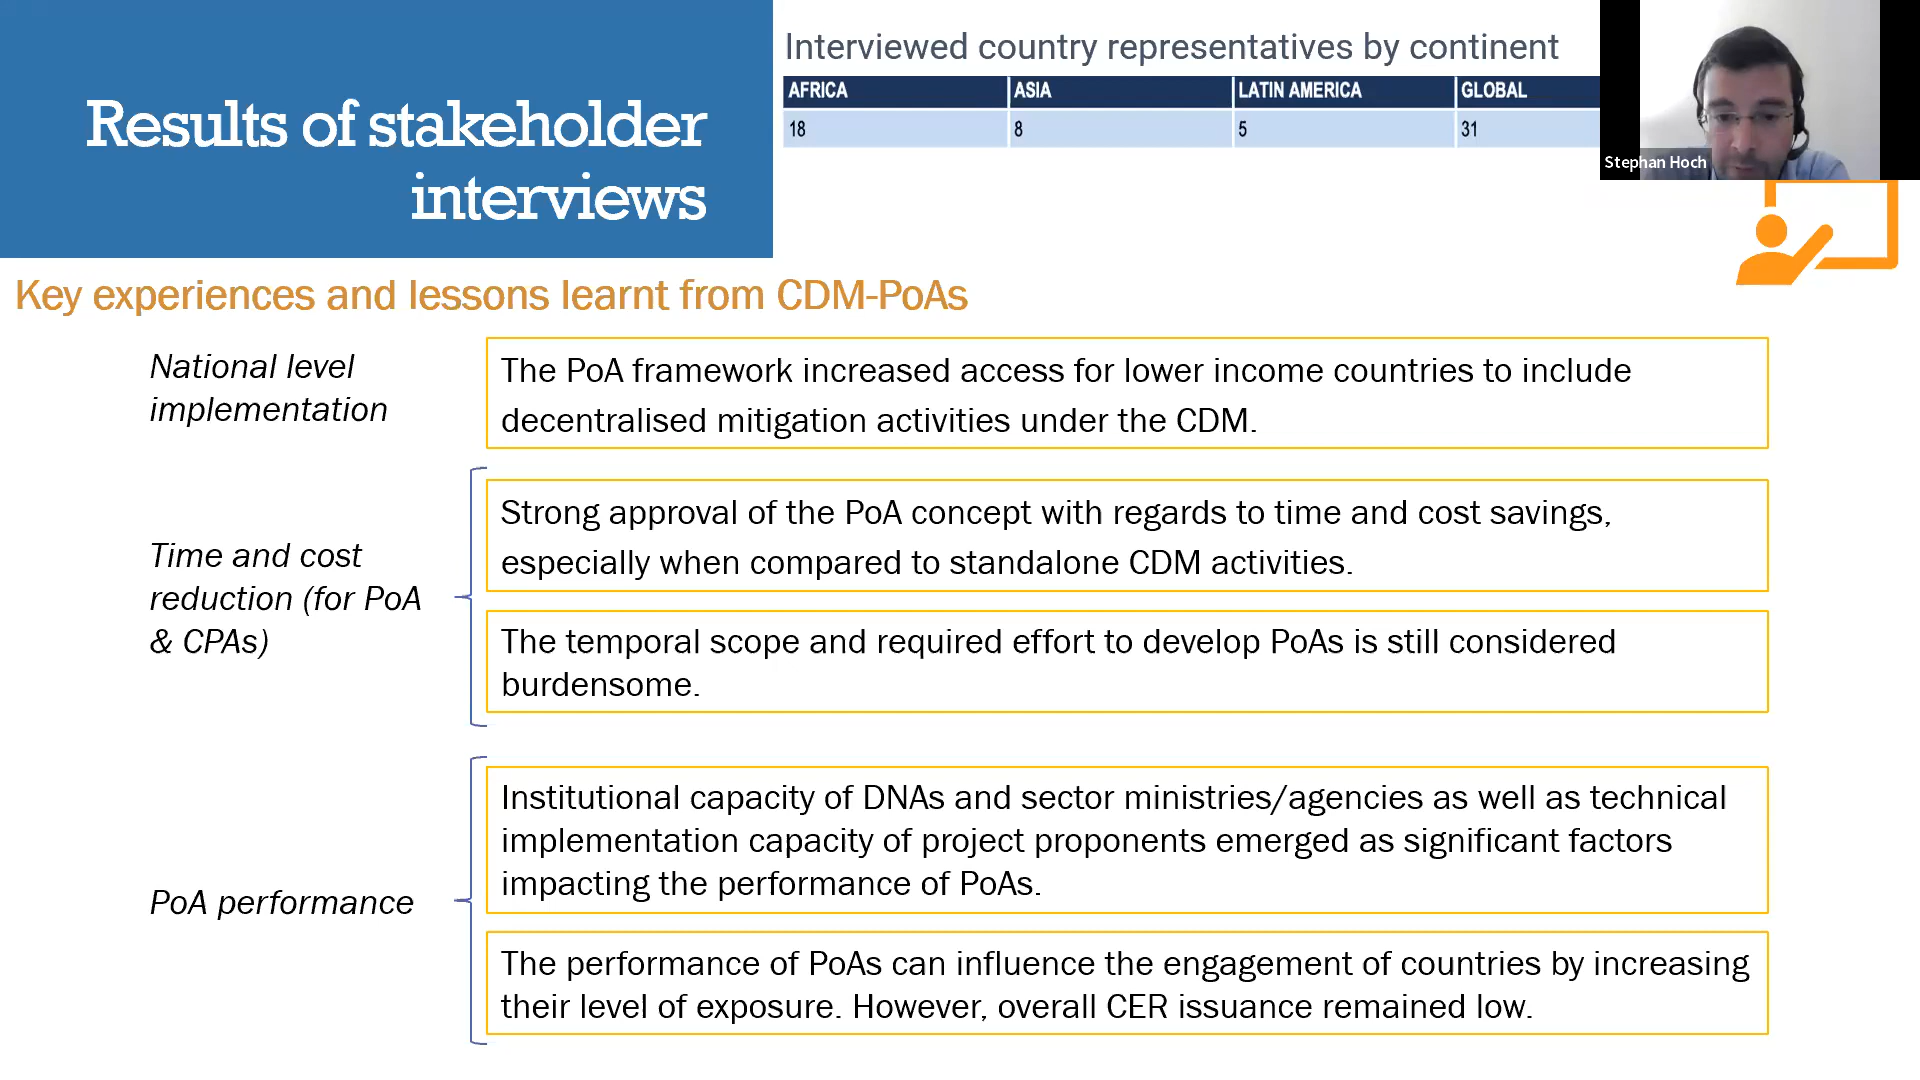 Results of stakeholder
interviews
Interviewed country representatives by continent
AFRICA ASIA LATIN AMERICA GLOBAL
18 8 5 31
Stephan Hoch
Key experiences and lessons learnt from CDM-PoAs
National level
implementation
The PoA framework increased access for lower income countries to include
decentralised mitigation activities under the CDM.
Time and cost
reduction (for PoA
& CPAs)
Strong approval of the PoA concept with regards to time and cost savings,
especially when compared to standalone CDM activities.
The temporal scope and required effort to develop PoAs is still considered
burdensome.
PoA performance
Institutional capacity of DNAs and sector ministries/agencies as well as technical
implementation capacity of project proponents emerged as significant factors
impacting the performance of PoAs.
The performance of PoAs can influence the engagement of countries by increasing
their level of exposure. However, overall CER issuance remained low.